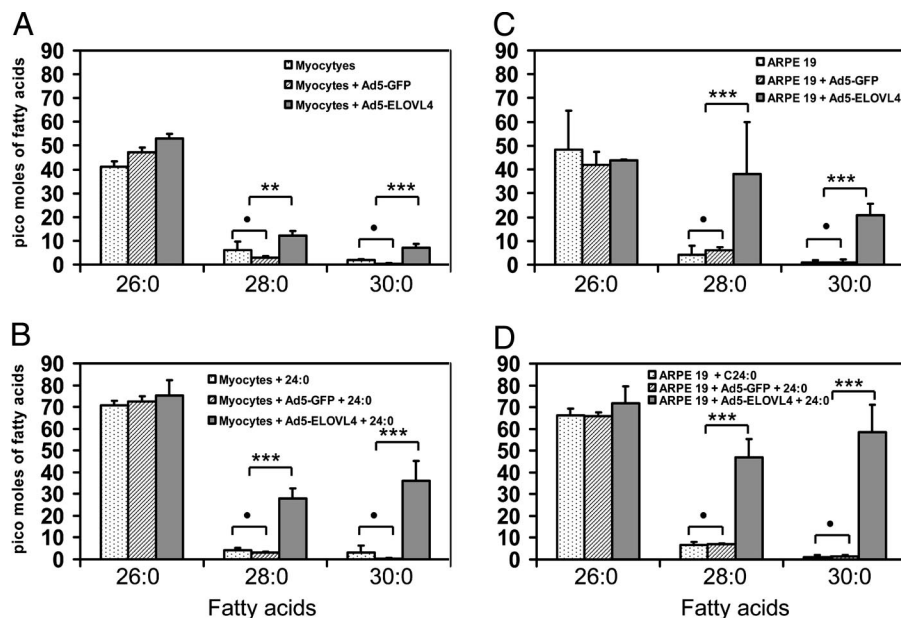 A
pico moles of fatty acids
90
80
70
60
50
40
30
20
10
0
Myocytyes
Myocytes + Ad5-GFP
Myocytes + Ad5-ELOVL4
**
***
•
•
26:0 28:0 30:0
B
pico moles of fatty acids
90
80
70
60
50
40
30
20
10
0
Myocytes + 24:0
Myocytes + Ad5-GFP + 24:0
Myocytes + Ad5-ELOVL4 + 24:0
***
***
•
•
26:0 28:0 30:0
Fatty acids
C
90
80
70
60
50
40
30
20
10
0
ARPE 19
ARPE 19 + Ad5-GFP
ARPE 19 + Ad5-ELOVL4
***
***
•
•
26:0 28:0 30:0
D
90
80
70
60
50
40
30
20
10
0
ARPE 19 + C24:0
ARPE 19 + Ad5-GFP + 24:0
ARPE 19 + Ad5-ELOVL4 + 24:0
***
***
•
•
26:0 28:0 30:0
Fatty acids